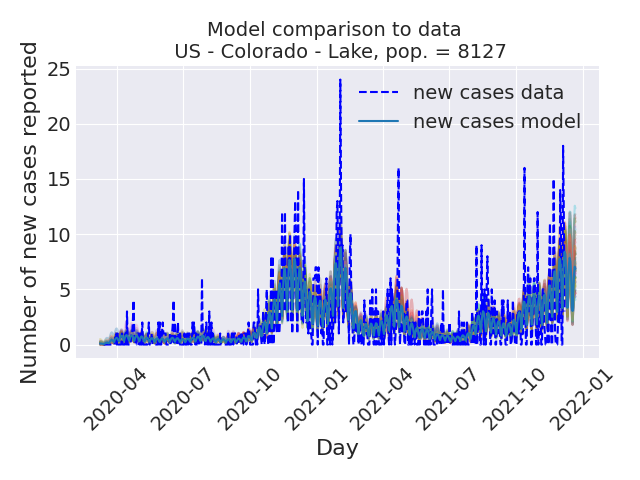 Model comparison to data
US - Colorado - Lake, pop. = 8127
Number of new cases reported
25
20
15
10
5
0
new cases data
new cases model
2020-04
2020-07
2020-10
2021-01
2021-04
2021-07
2021-10
2022-01
Day